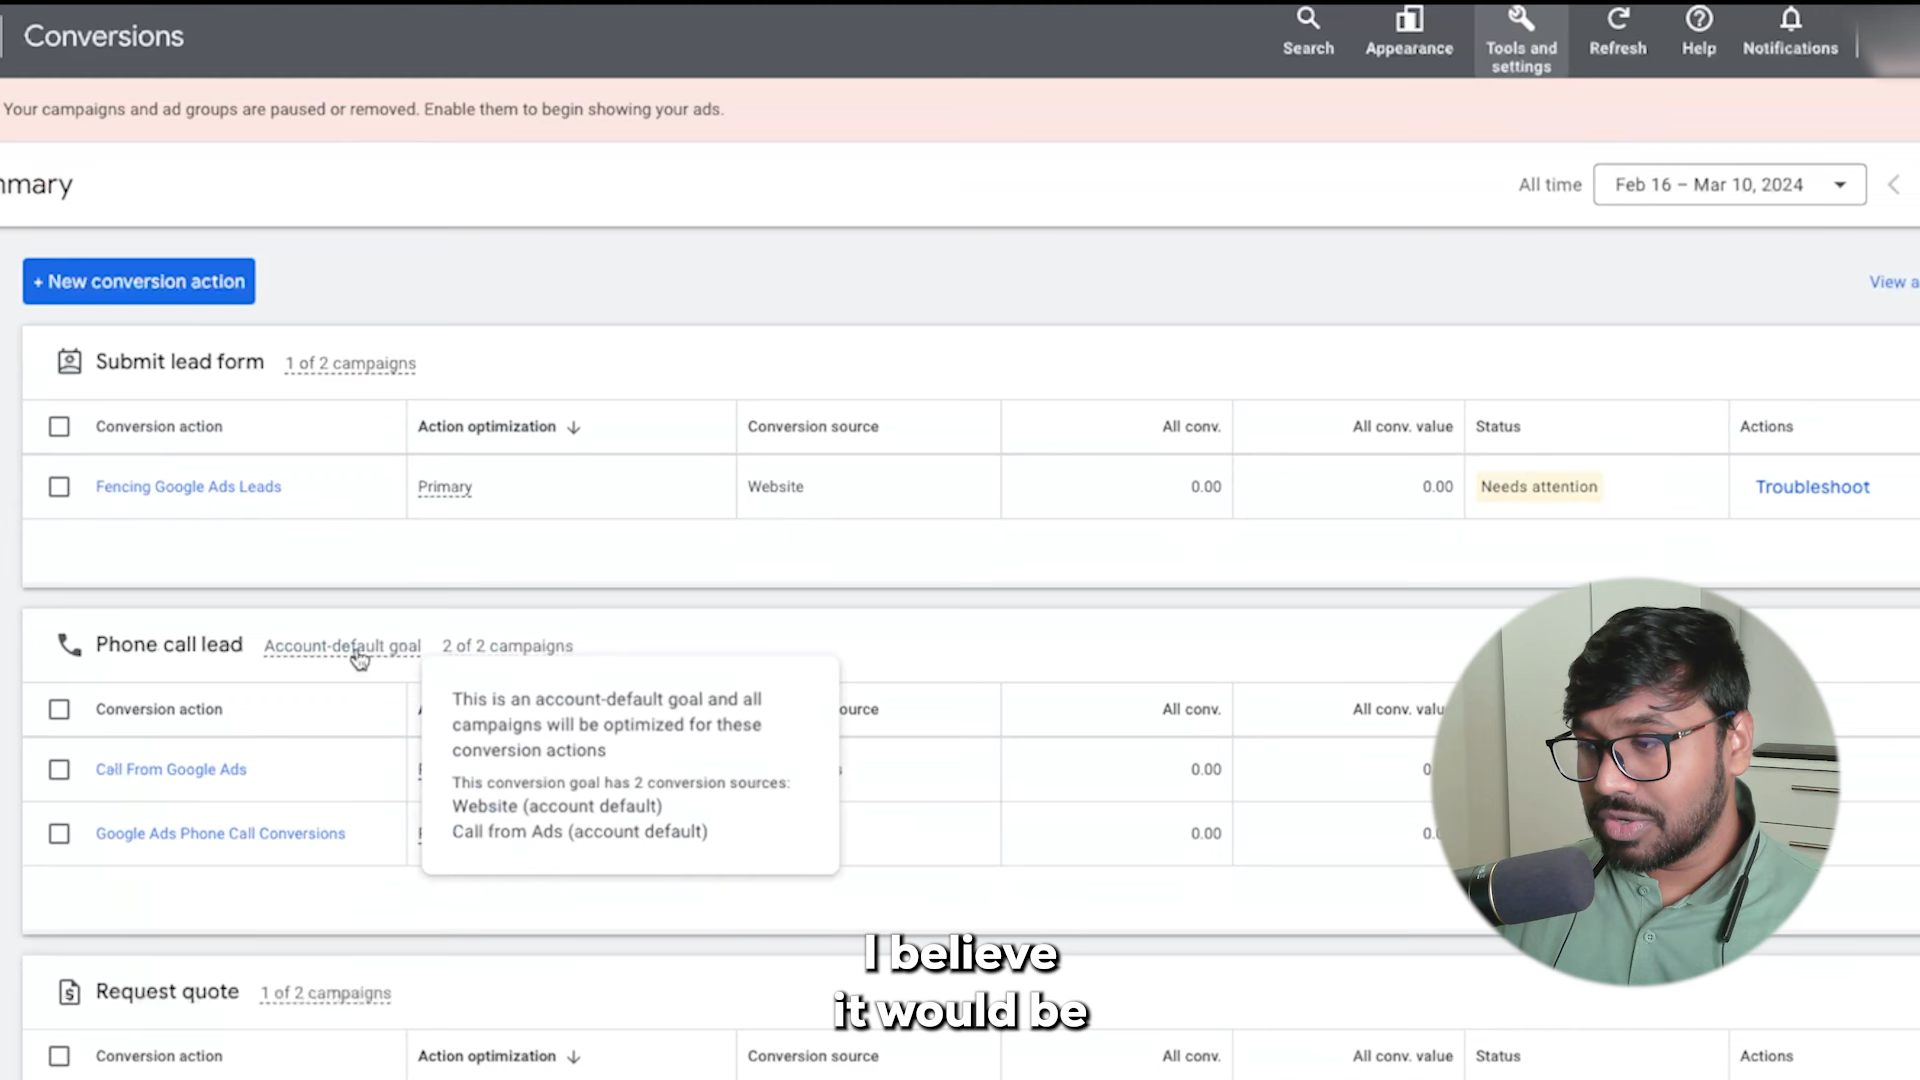 Conversions
Search
Appearance
Tools and
settings
Refresh
Help
Notifications
Your campaigns and ad groups are paused or removed. Enable them to begin showing your ads.
All time
Feb 16 – Mar 10, 2024
+ New conversion action
View
Submit lead form 1 of 2 campaigns
Conversion action Action optimization Conversion source All conv. All conv. value Status Actions
Fencing Google Ads Leads Primary Website 0.00 0.00 Needs attention Troubleshoot
Phone call lead Account-default goal 2 of 2 campaigns
Conversion action All conv. All conv.
This is an account-default goal and all
campaigns will be optimized for these
conversion actions
This conversion goal has 2 conversion sources:
Website (account default)
Call from Ads (account default)
Call From Google Ads 0.00
Google Ads Phone Call Conversions 0.00
I believe
it would be
Request quote 1 of 2 campaigns
Conversion action Action optimization Conversion source All conv. All conv. value Status Actions